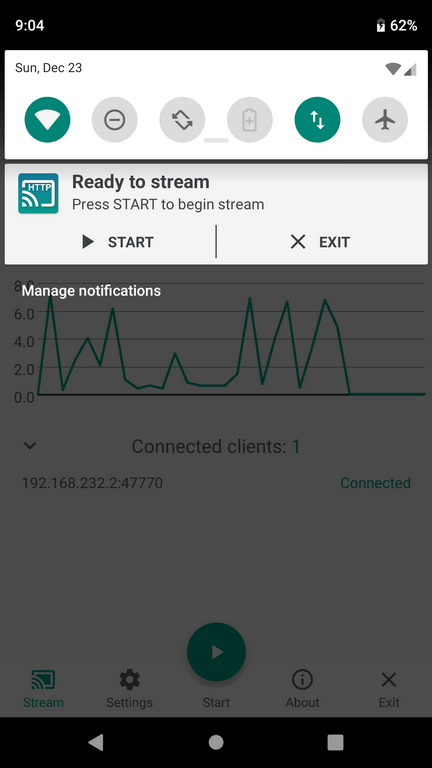 9:04
62%
Sun, Dec 23
HTTP
Ready to stream
Press START to begin stream
START
EXIT
8.0
Manage notifications
6.0
4.0
2.0
0.0
Connected clients: 1
192.168.232.2:47770
Connected
Stream
Settings
Start
About
Exit